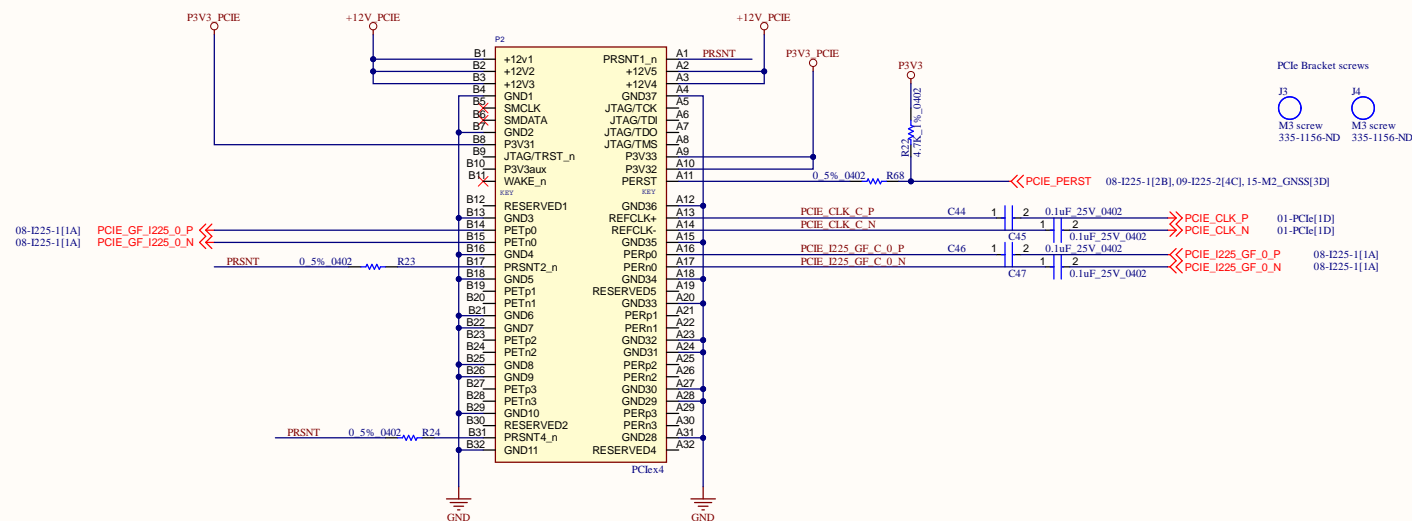 P3V3_PCIE
+12V_PCIE
+12V_PCIE
P3V3_PCIE
P3V3
PCIe Bracket screws
J3
J4
M3 screw
335-1156-ND
M3 screw
335-1156-ND
P2
B1 +12v1 PRSNT1_n A1 PRSNT
B2 +12V2 +12V5 A2
B3 +12V3 +12V4 A3
B4 GND1 GND37 A4
B5 SMCLK JTAG/TCK A5
B6 SMDATA JTAG/TDI A6
B7 GND2 JTAG/TDO A7
B8 P3V31 JTAG/TMS A8
B9 JTAG/TRST_n P3V33 A9
B10 P3V3aux P3V32 A10
B11 WAKE_n PERST A11 0_5%_0402 R68
R22
4.7K_1%_0402
PCIE_PERST 08-I225-1[2B], 09-I225-2[4C], 15-M2_GNSS[3D]
KEY KEY
B12 RESERVED1 GND36 A12
B13 GND3 REFCLK+ A13 PCIE_CLK_C_P C44 1 2 0.1uF_25V_0402 PCIE_CLK_P 01-PCIe[1D]
08-I225-1[1A] PCIE_GF_I225_0_P B14 PETp0 REFCLK- A14 PCIE_CLK_C_N 1 2 PCIE_CLK_N 01-PCIe[1D]
08-I225-1[1A] PCIE_GF_I225_0_N B15 PETn0 GND35 A15 C45 0.1uF_25V_0402
B16 GND4 PERp0 A16 PCIE_I225_GF_C_0_P C46 1 2 0.1uF_25V_0402 PCIE_I225_GF_0_P 08-I225-1[1A]
PRSNT 0_5%_0402 R23 B17 PRSNT2_n PERn0 A17 PCIE_I225_GF_C_0_N 1 2 PCIE_I225_GF_0_N 08-I225-1[1A]
B18 GND5 GND34 A18 C47 0.1uF_25V_0402
B19 PETp1 RESERVED5 A19
B20 PETn1 GND33 A20
B21 GND6 PERp1 A21
B22 GND7 PERn1 A22
B23 PETp2 GND32 A23
B24 PETn2 GND31 A24
B25 GND8 PERp2 A25
B26 GND9 PERn2 A26
B27 PETp3 GND30 A27
B28 PETn3 GND29 A28
B29 GND10 PERp3 A29
B30 RESERVED2 PERn3 A30
PRSNT 0_5%_0402 R24 B31 PRSNT4_n GND28 A31
B32 GND11 RESERVED4 A32
PCIex4
GND
GND